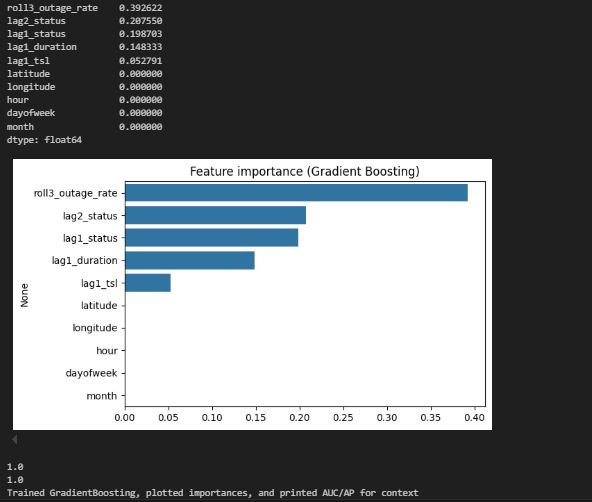 roll3_outage_rate 0.392622
lag2_status 0.207550
lag1_status 0.198703
lag1_duration 0.148333
lag1_tsl 0.052791
latitude 0.000000
longitude 0.000000
hour 0.000000
dayofweek 0.000000
month 0.000000
dtype: float64
Feature importance (Gradient Boosting)
roll3_outage_rate
lag2_status
lag1_status
lag1_duration
lag1_tsl
latitude
longitude
hour
dayofweek
month
None
0.00 0.05 0.10 0.15 0.20 0.25 0.30 0.35 0.40
1.0
1.0
Trained GradientBoosting, plotted importances, and printed AUC/AP for context